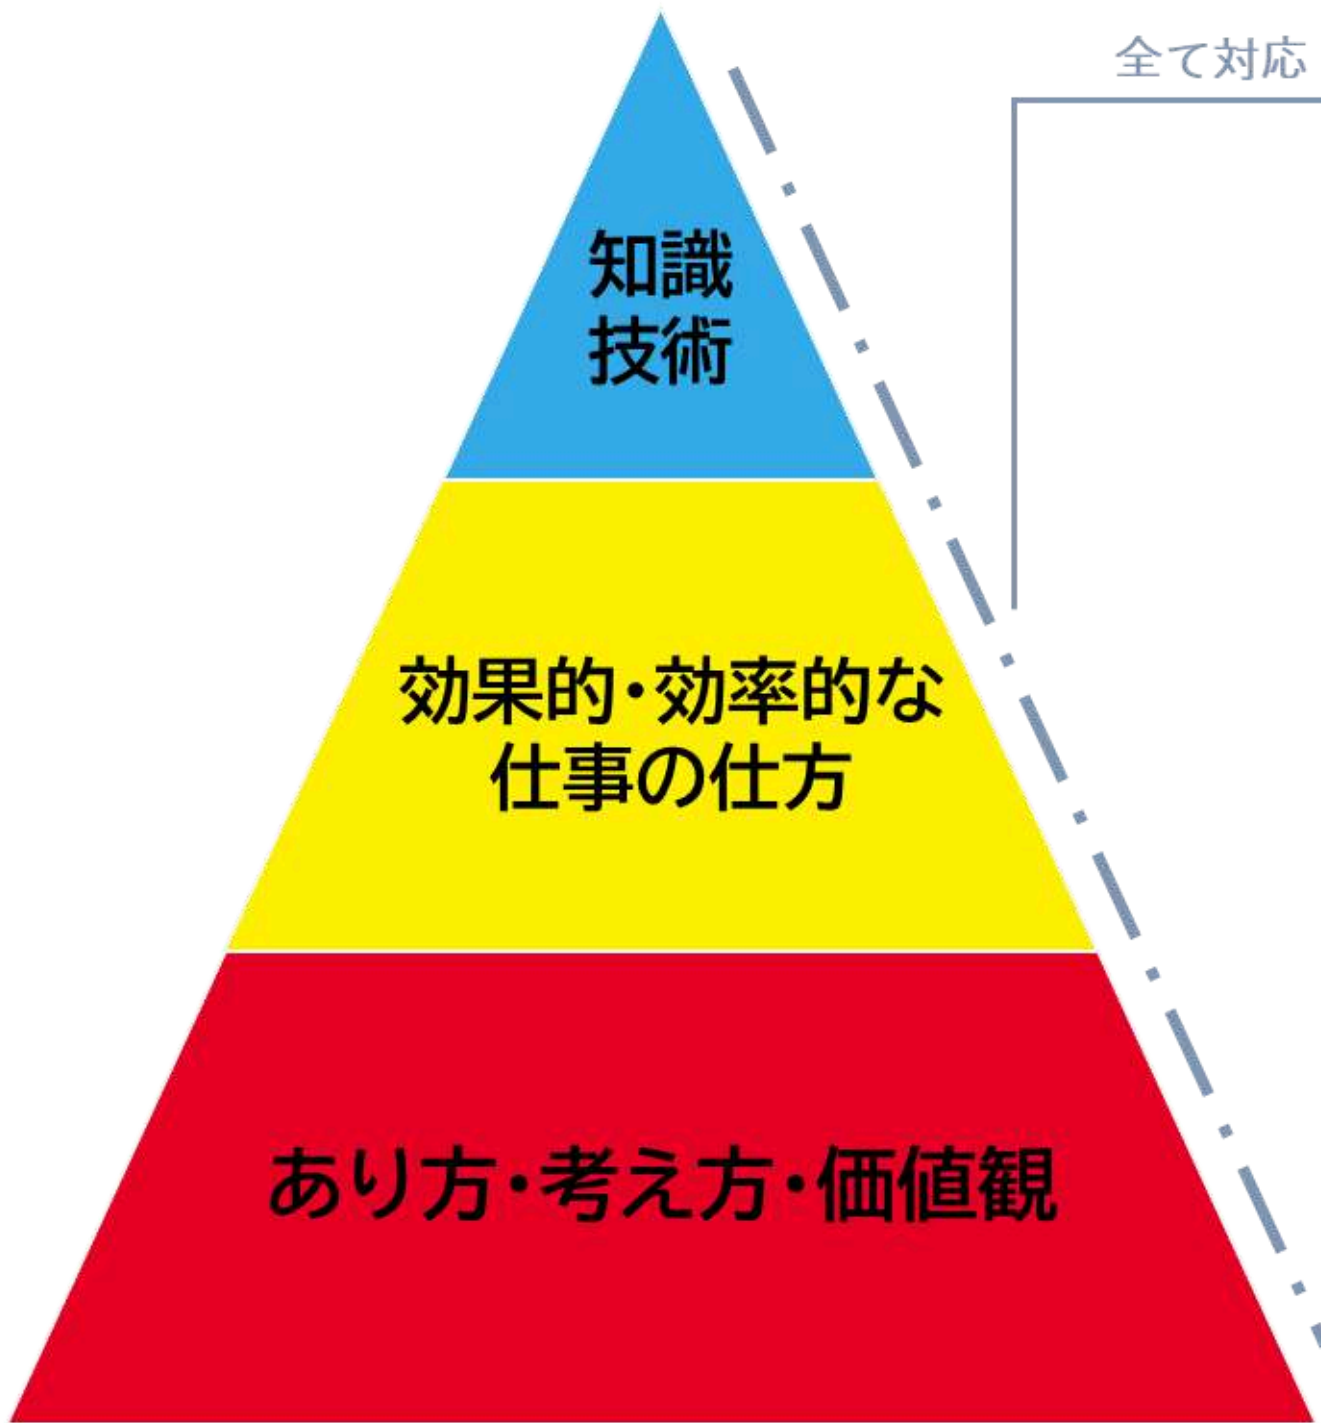 全て対応
知識
技術
効果的・効率的な
仕事の仕方
あり方・考え方・価値観